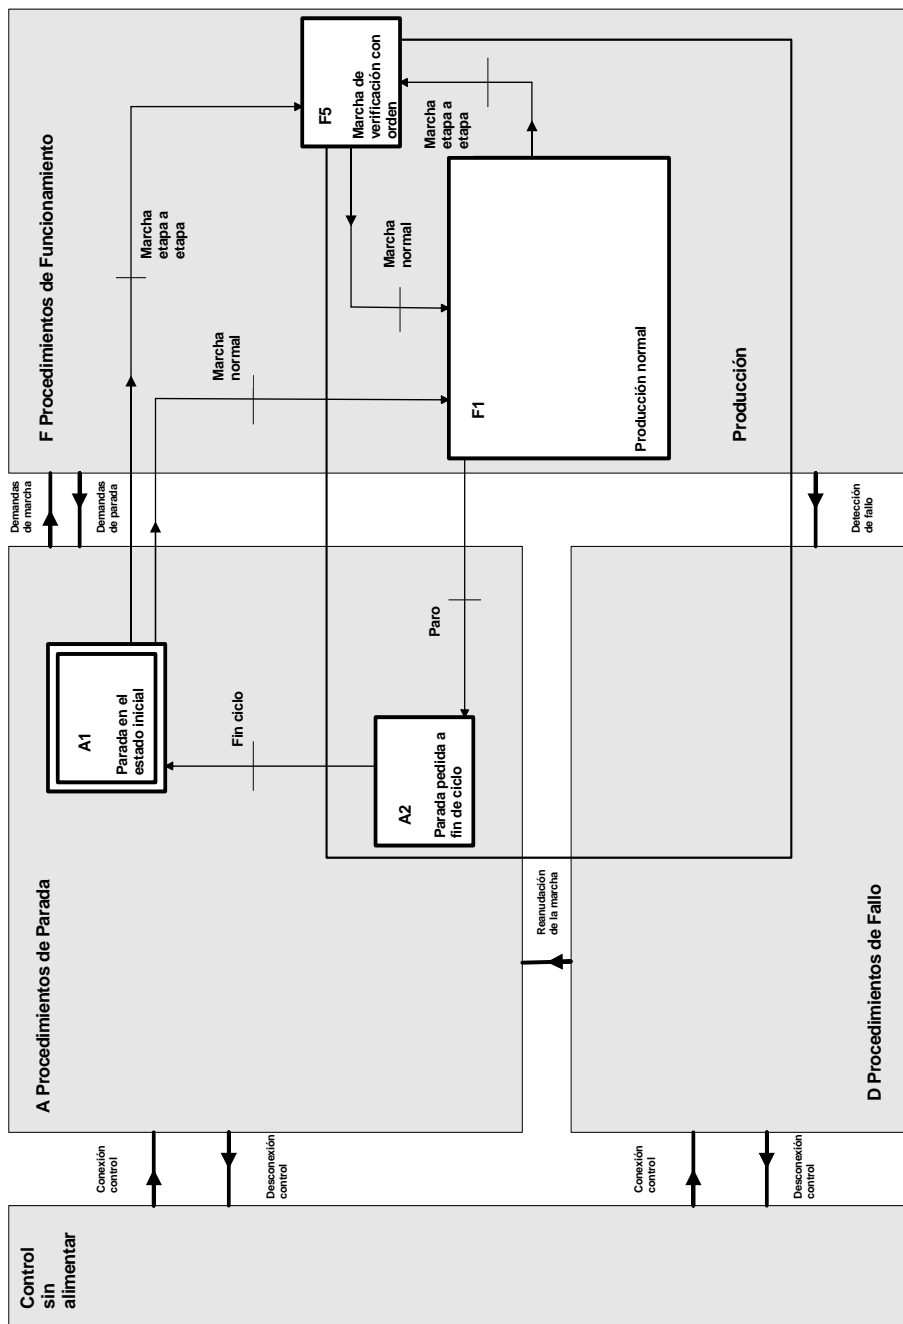 Control
sin
alimentar
A Procedimientos de Parada
F Procedimientos de Funcionamiento
Conexión
control
Desconexión
control
Demandas
de marcha
Demandas
de parada
A1
Parada en el
estado inicial
Marcha
etapa a
etapa
Marcha
normal
Fin ciclo
F5
Marcha de
verificación con
orden
Marcha
normal
Marcha
etapa a
etapa
A2
Parada pedida a
fin de ciclo
Paro
F1
Producción normal
Producción
Reanudación
de la marcha
Conexión
control
Desconexión
control
Detección
de fallo
D Procedimientos de Fallo